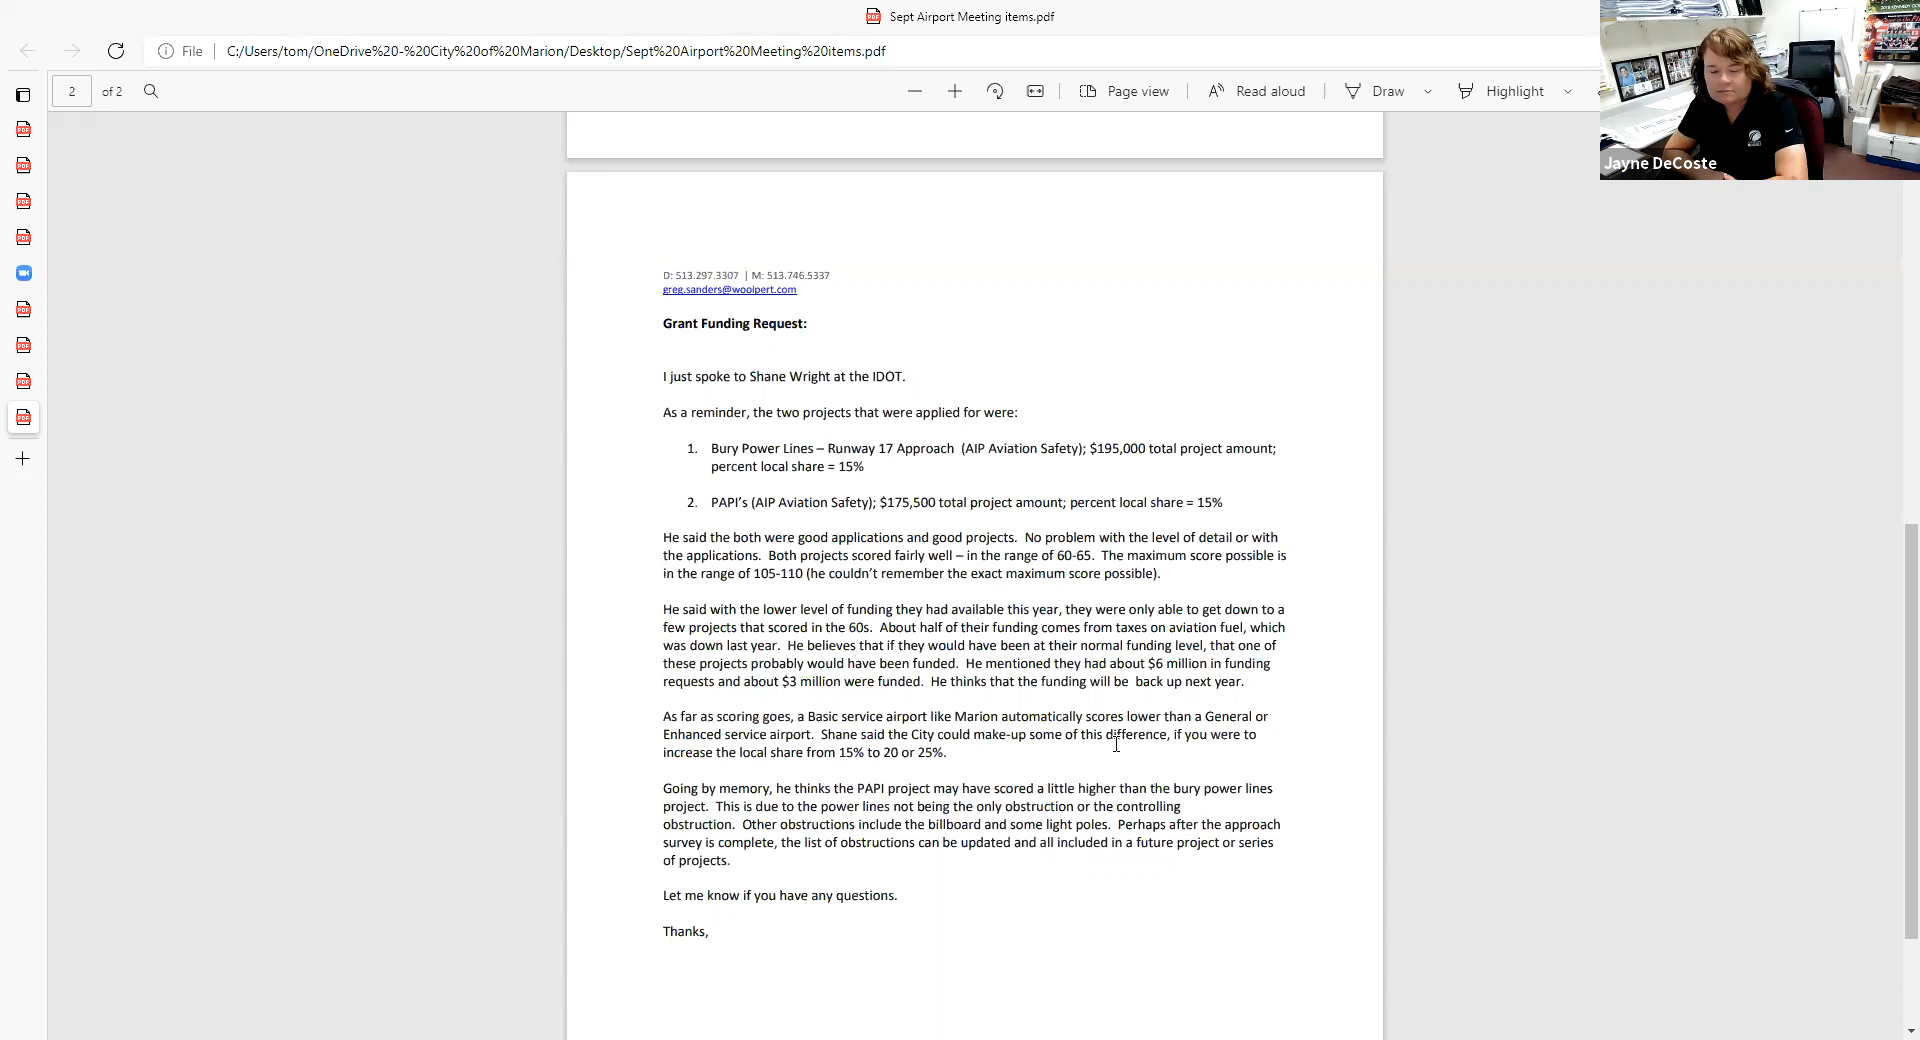 Sept Airport Meeting items.pdf
File
C:/Users/tom/OneDrive%20-%20City%20of%20Marion/Desktop/Sept%20Airport%20Meeting%20items.pdf
2 of 2
Page view
Read aloud
Draw
Highlight
Jayne DeCoste
D: 513.297.3307 | M: 513.746.5337
greg.sanders@woolpert.com
Grant Funding Request:
I just spoke to Shane Wright at the IDOT.
As a reminder, the two projects that were applied for were:
1. Bury Power Lines – Runway 17 Approach (AIP Aviation Safety); $195,000 total project amount;
percent local share = 15%
2. PAPI's (AIP Aviation Safety); $175,500 total project amount; percent local share = 15%
He said the both were good applications and good projects. No problem with the level of detail or with
the applications. Both projects scored fairly well – in the range of 60-65. The maximum score possible is
in the range of 105-110 (he couldn't remember the exact maximum score possible).
He said with the lower level of funding they had available this year, they were only able to get down to a
few projects that scored in the 60s. About half of their funding comes from taxes on aviation fuel, which
was down last year. He believes that if they would have been at their normal funding level, that one of
these projects probably would have been funded. He mentioned they had about $6 million in funding
requests and about $3 million were funded. He thinks that the funding will be back up next year.
As far as scoring goes, a Basic service airport like Marion automatically scores lower than a General or
Enhanced service airport. Shane said the City could make-up some of this difference, if you were to
increase the local share from 15% to 20 or 25%.
Going by memory, he thinks the PAPI project may have scored a little higher than the bury power lines
project. This is due to the power lines not being the only obstruction or the controlling
obstruction. Other obstructions include the billboard and some light poles. Perhaps after the approach
survey is complete, the list of obstructions can be updated and all included in a future project or series
of projects.
Let me know if you have any questions.
Thanks,